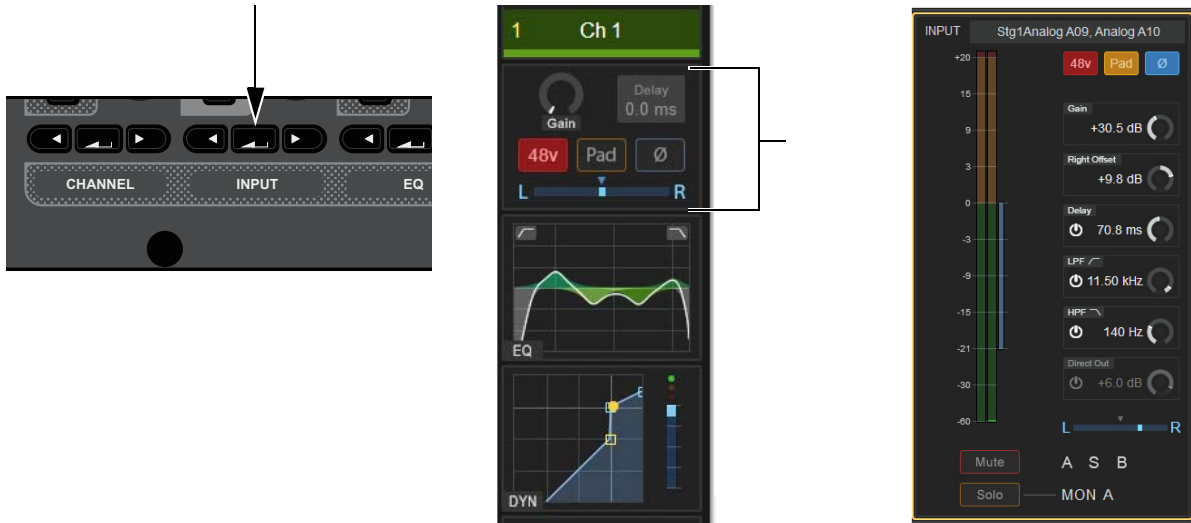 CHANNEL
INPUT
EQ
1
Ch 1
Delay
0.0 ms
Gain
48v
Pad
Ø
L
R
EQ
DYN
INPUT
Stg1Analog A09, Analog A10
48v
Pad
Ø
+20
15
9
3
0
-3
-9
-15
-21
-30
-60
Gain
+30.5 dB
Right Offset
+9.8 dB
Delay
70.8 ms
LPF
11.50 kHz
HPF
140 Hz
Direct Out
+6.0 dB
L
R
Mute
A S B
Solo
MON A